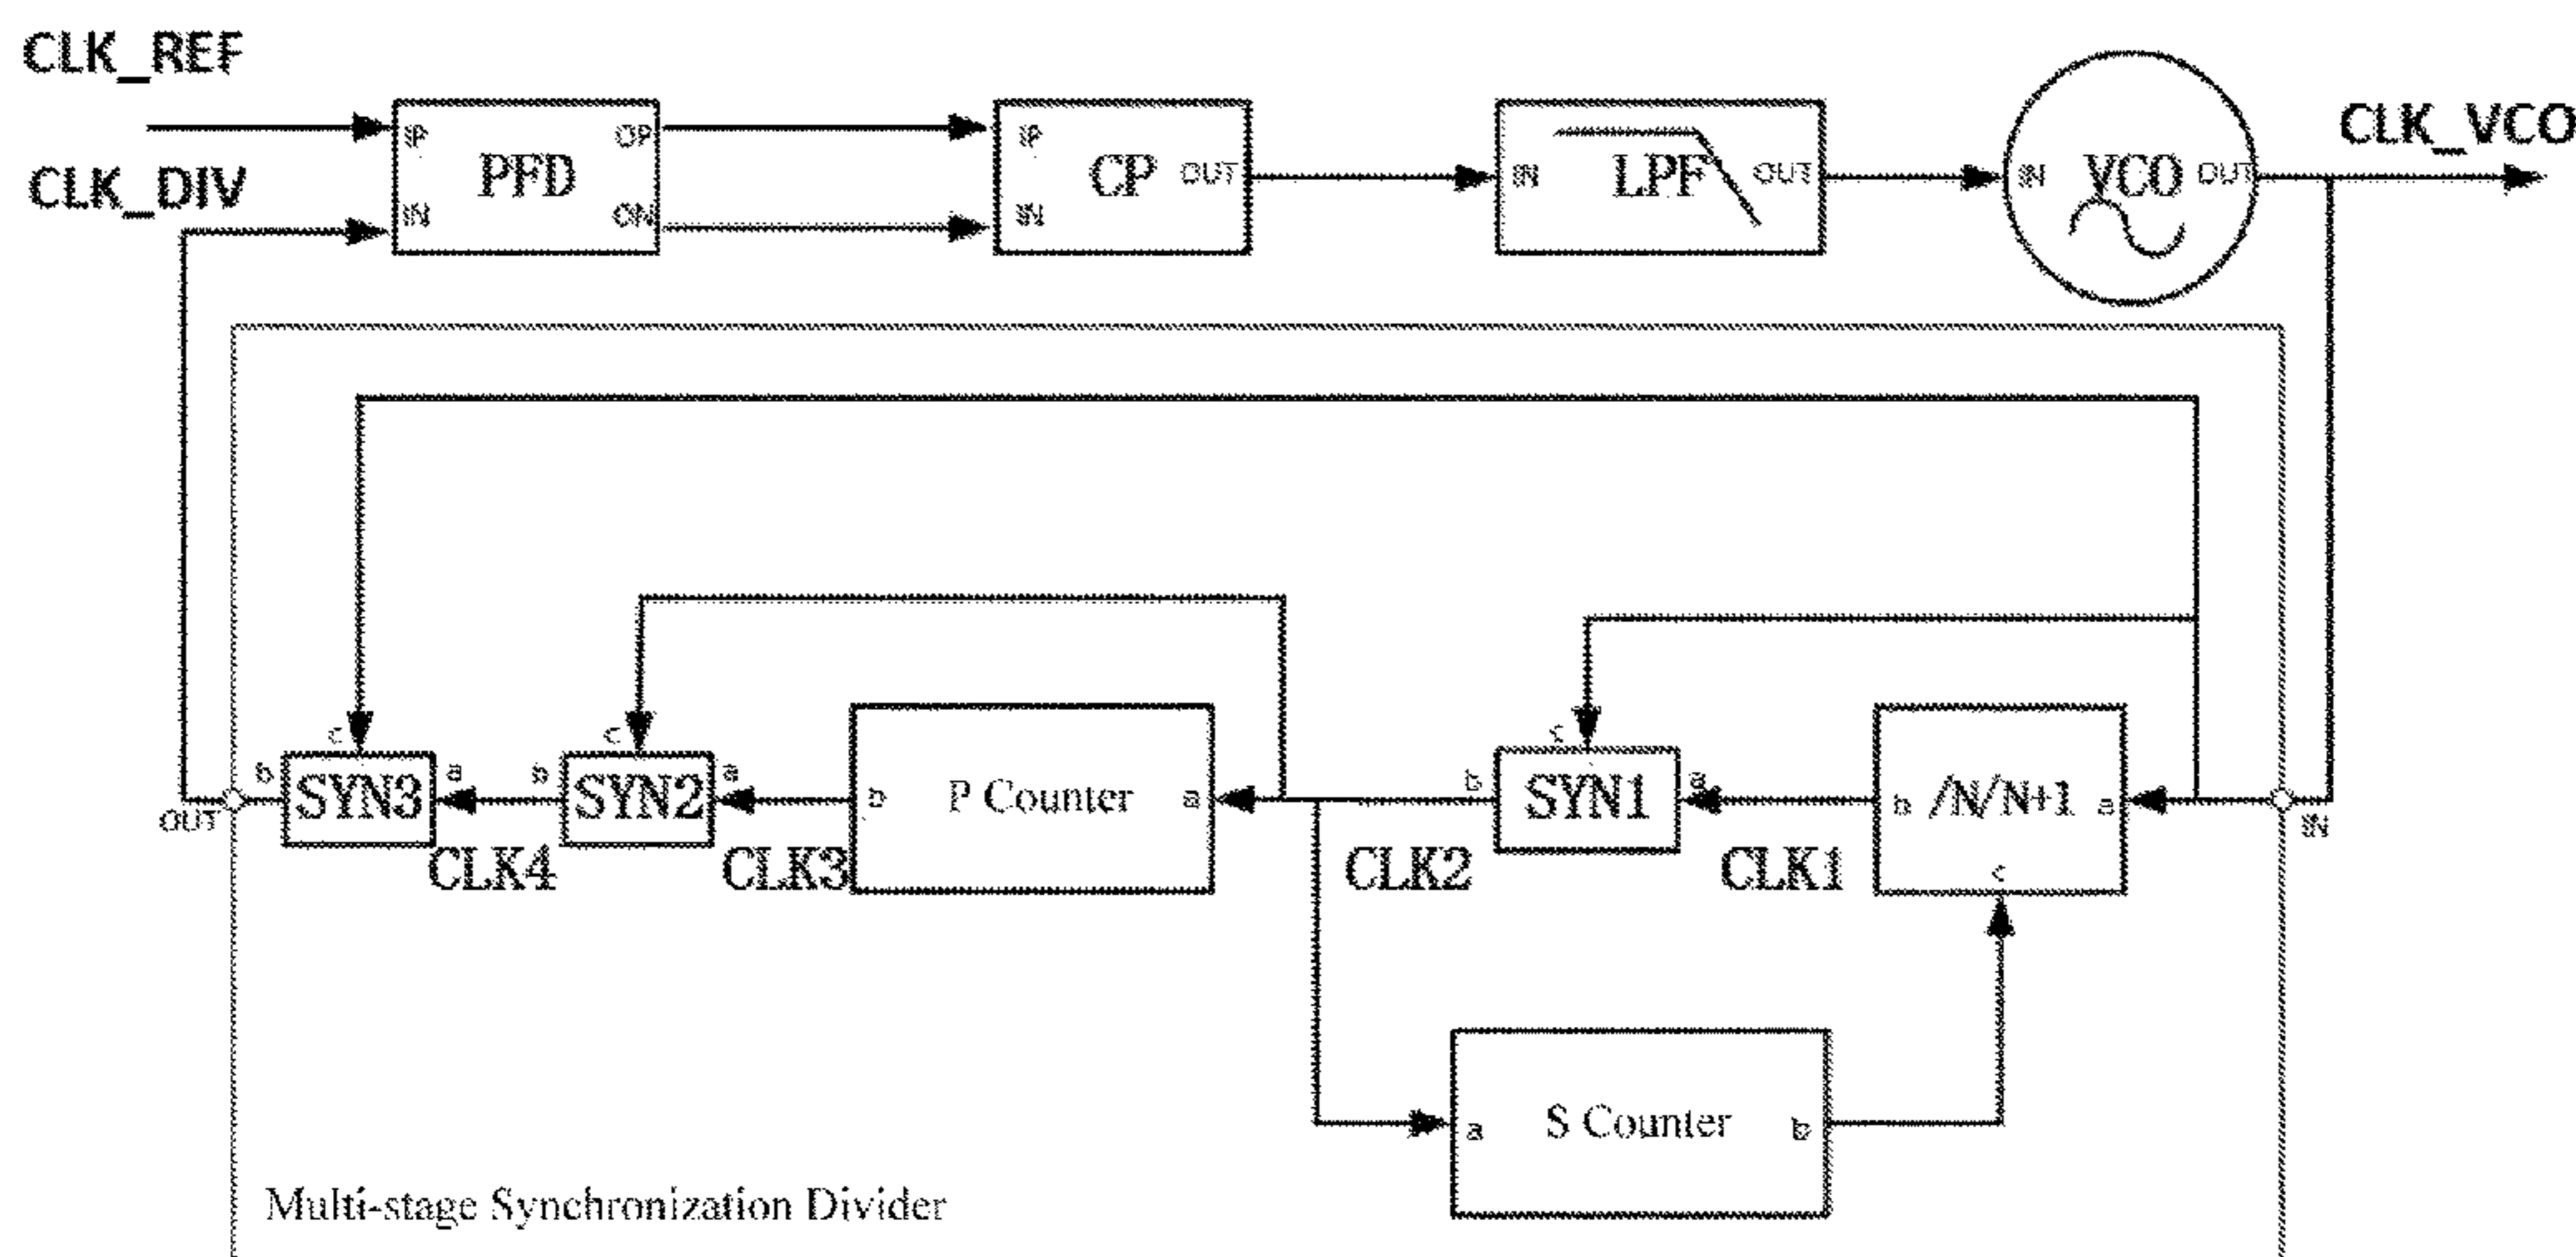 CLK_REF
CLK_DIV
IP
IN
PFD
OP
ON
IP
IN
CP
OUT
IN
LPF
OUT
IN
VCO
OUT
CLK_VCO
c
b
SYN3
a
OUT
CLK4
c
b
SYN2
a
CLK3
b
P Counter
a
CLK2
c
b
SYN1
a
CLK1
b
/N/N+1
a
c
IN
a
S Counter
b
Multi-stage Synchronization Divider